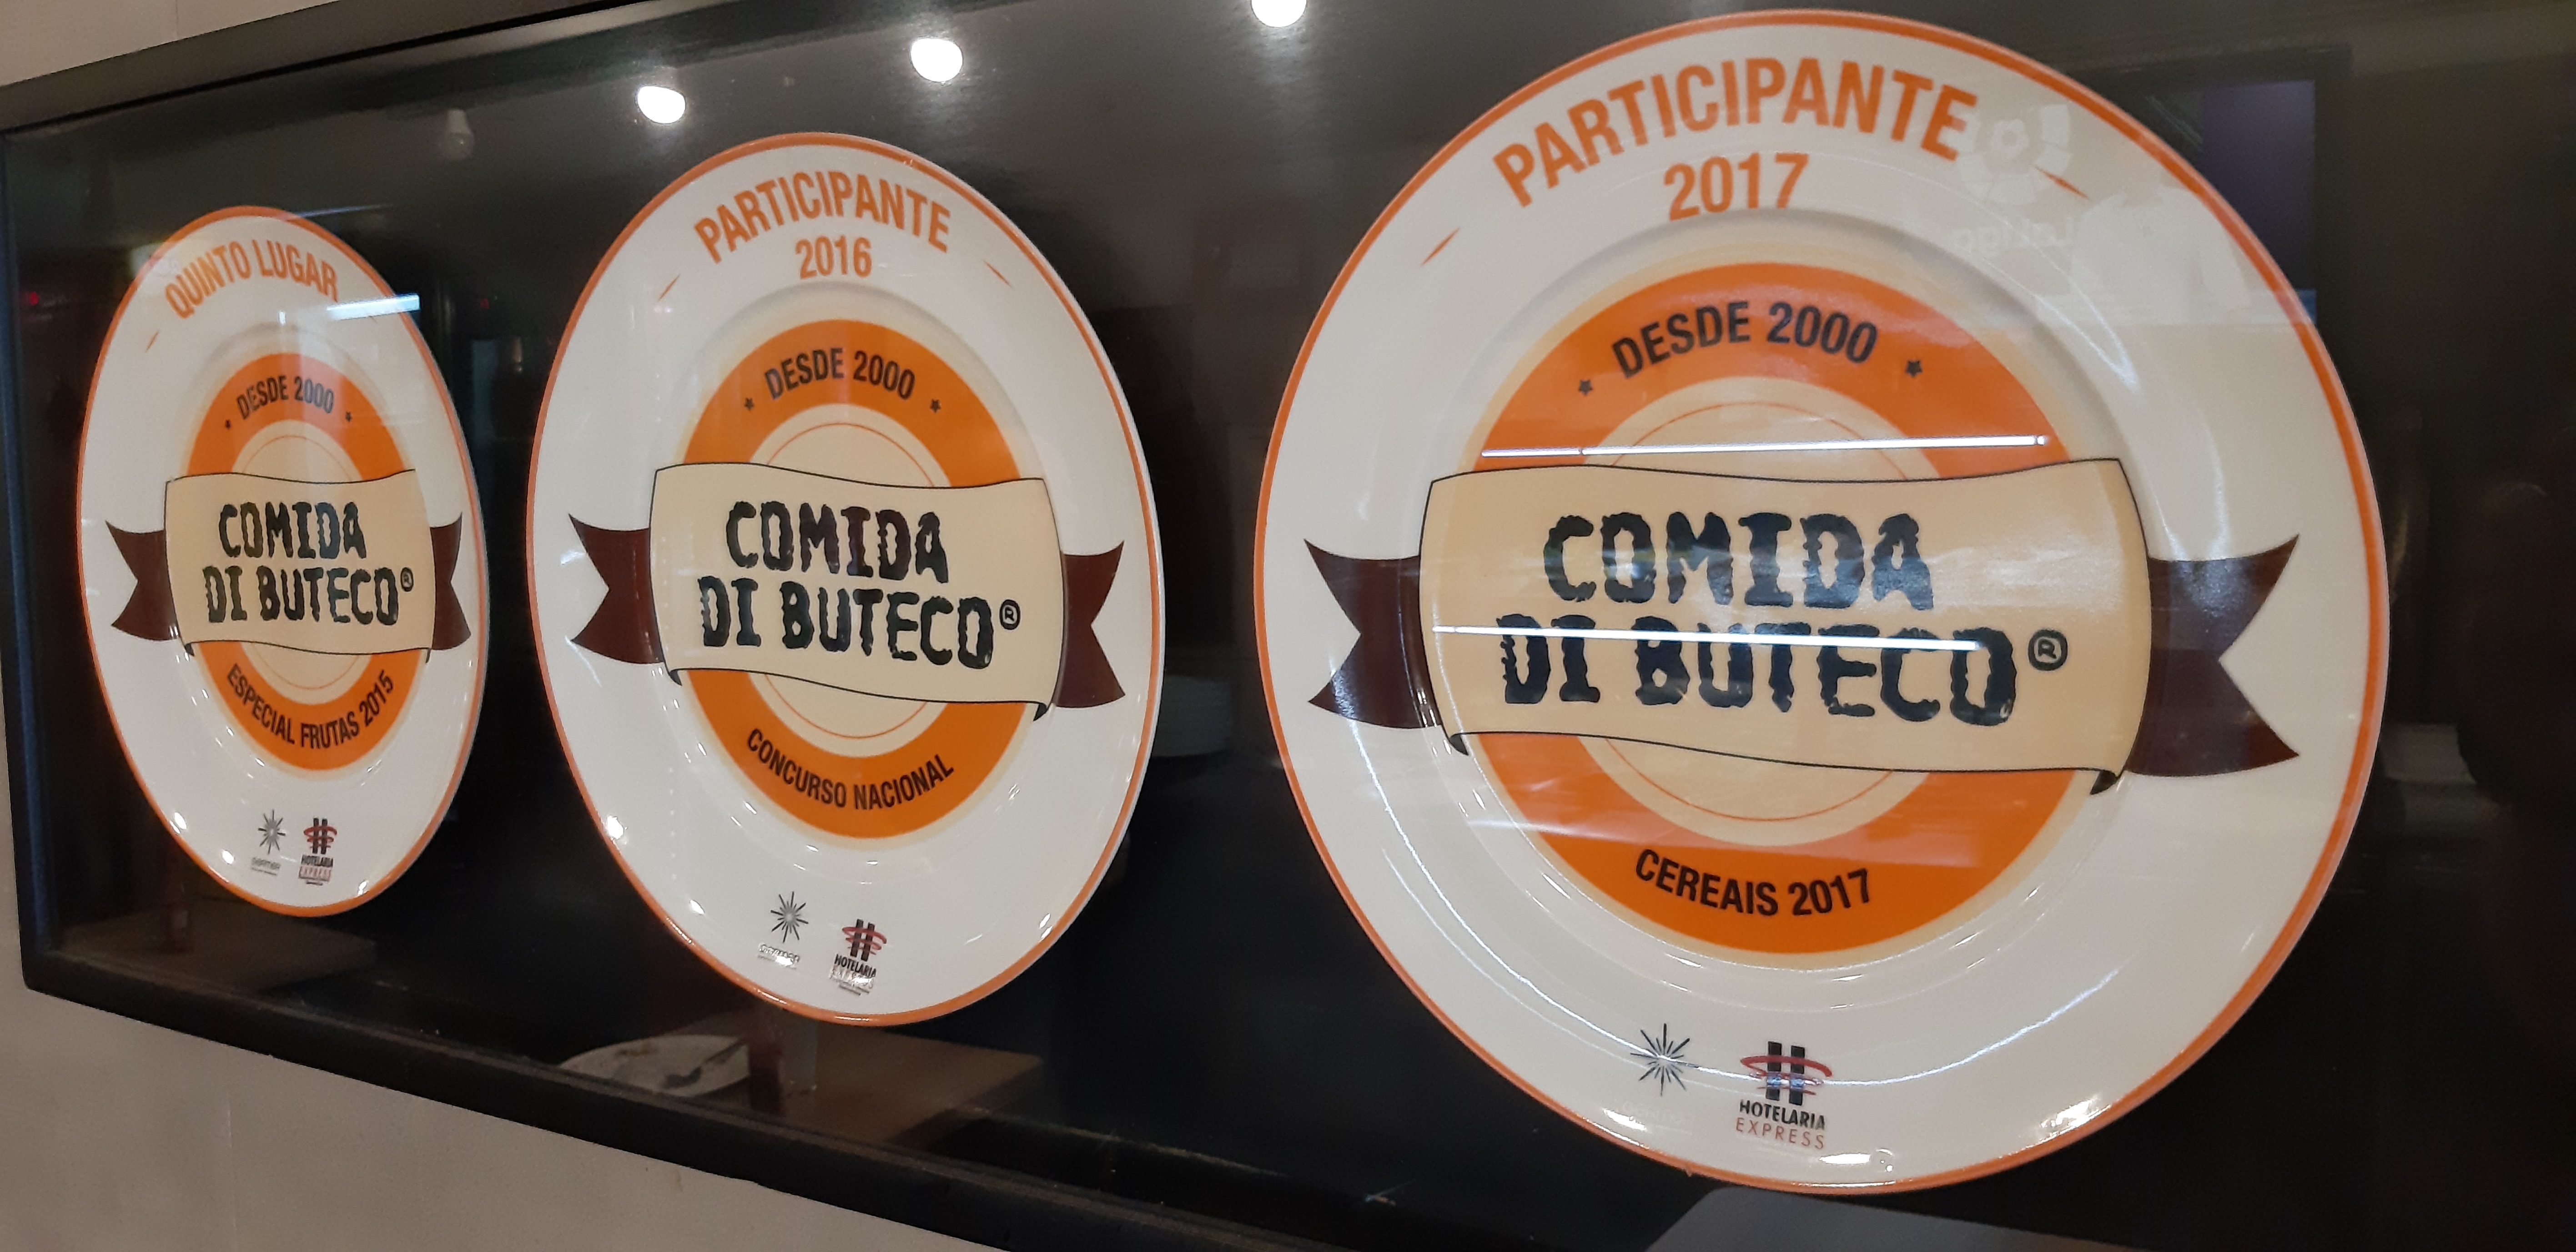 QUINTO LUGAR
DESDE 2000
COMIDA
DI BUTECO®
ESPECIAL FRUTAS 2015
HOTELARIA
EXPRESS
PARTICIPANTE
2016
DESDE 2000
COMIDA
DI BUTECO®
CONCURSO NACIONAL
HOTELARIA
EXPRESS
PARTICIPANTE
2017
DESDE 2000
COMIDA
DI BUTECO®
CEREAIS 2017
HOTELARIA
EXPRESS
LaLiga